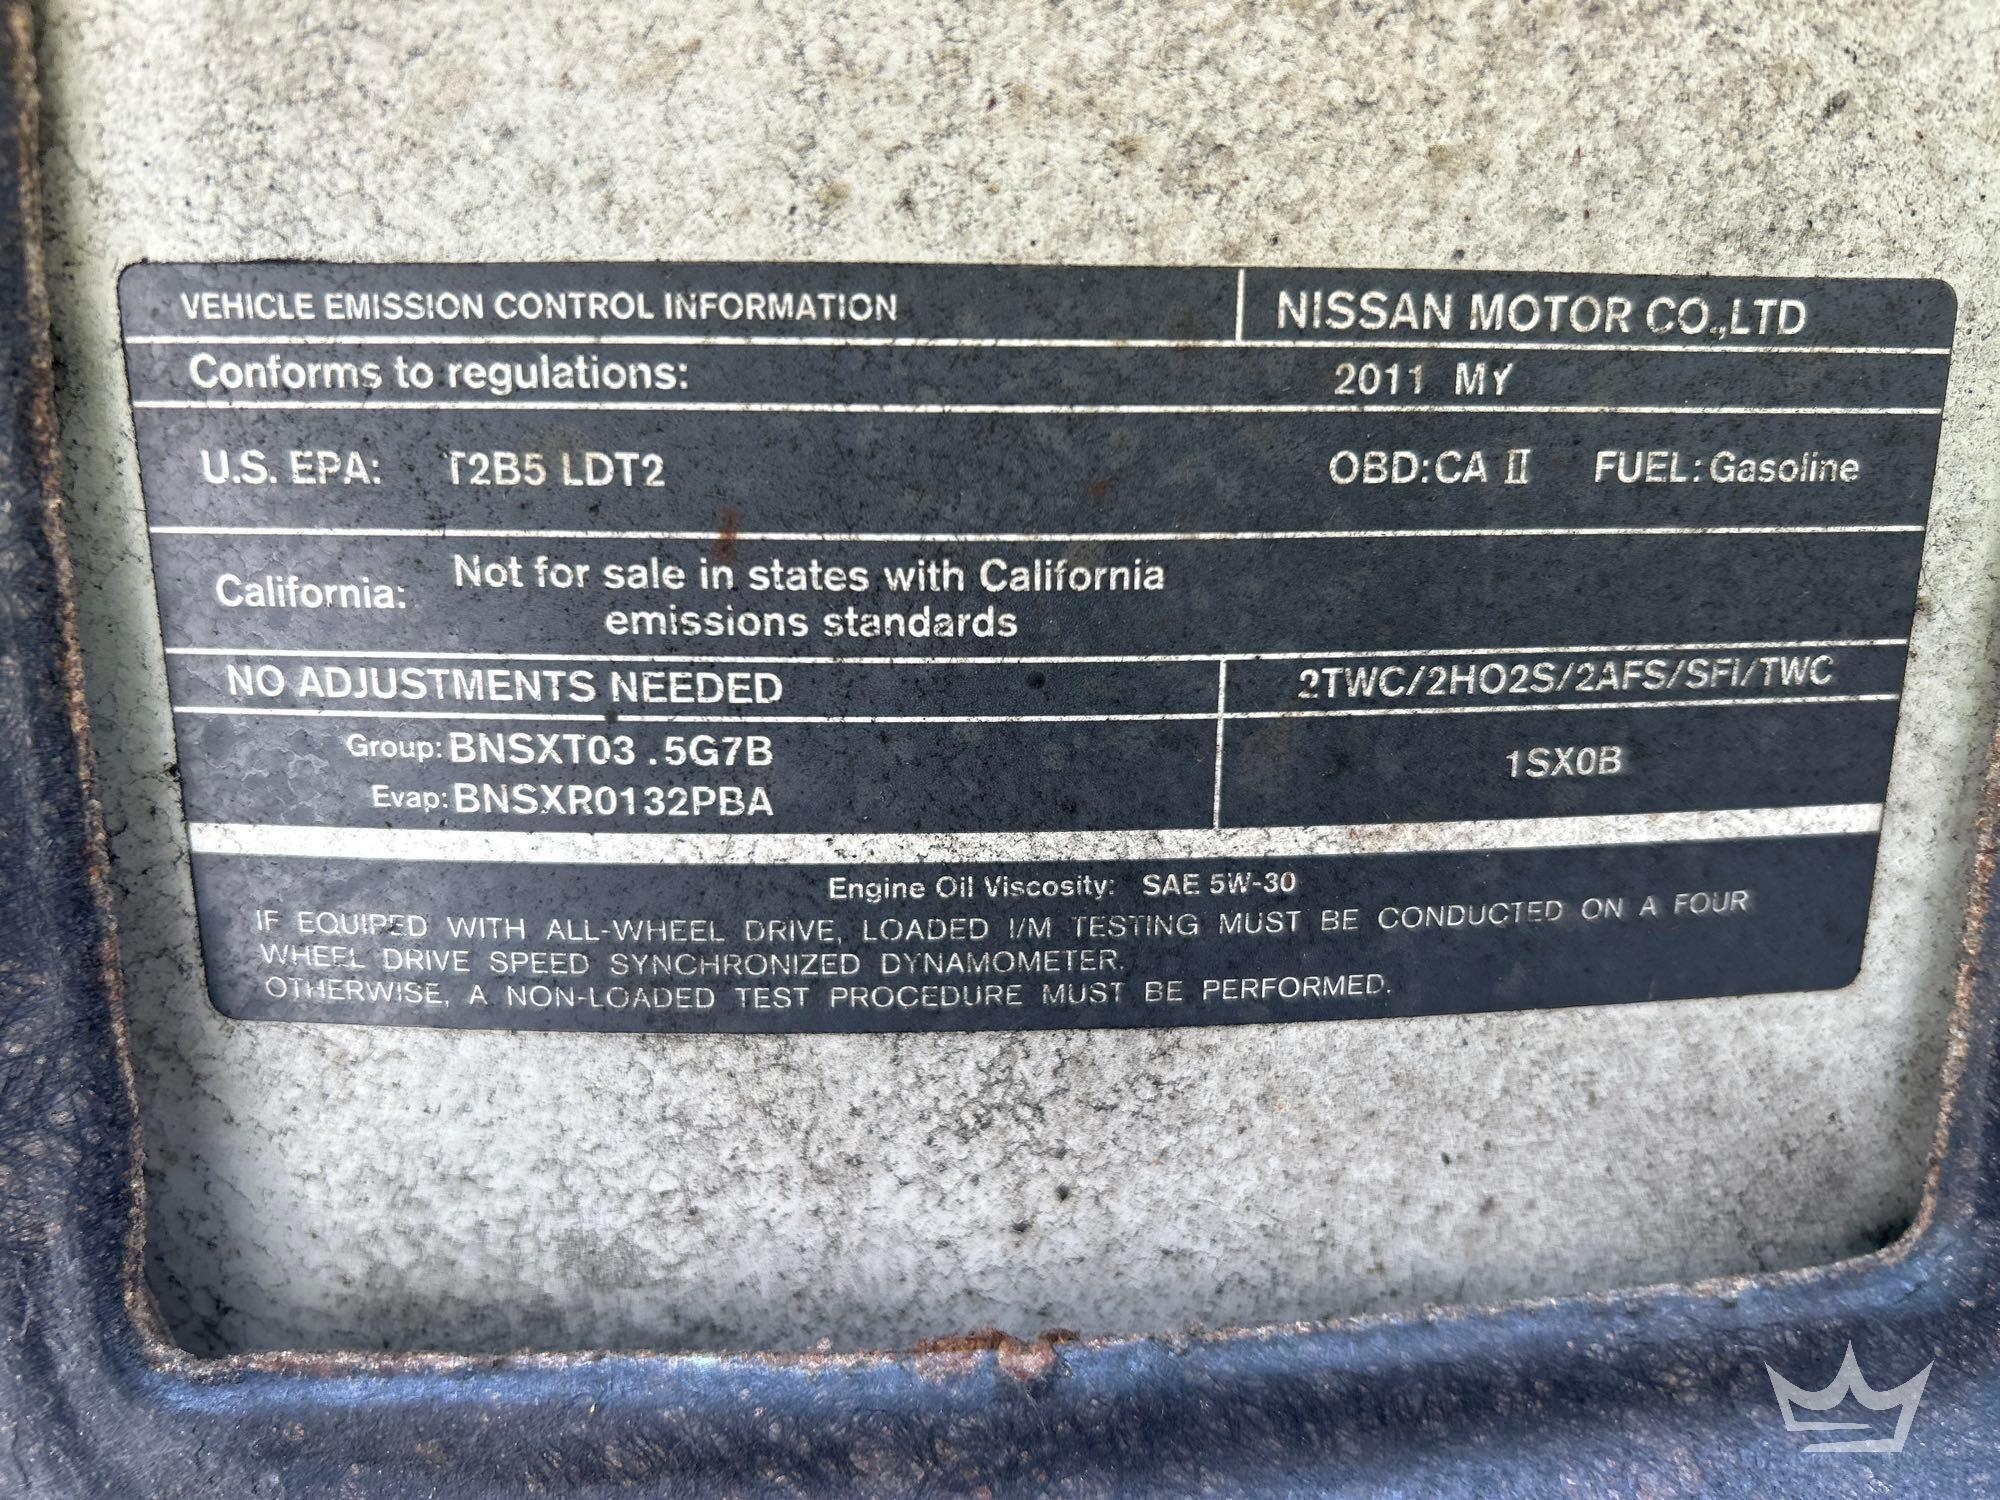 VEHICLE EMISSION CONTROL INFORMATION NISSAN MOTOR CO.,LTD
Conforms to regulations: 2011 MY
U.S. EPA: T2B5 LDT2 OBD:CA II FUEL:Gasoline
California: Not for sale in states with California
emissions standards
NO ADJUSTMENTS NEEDED 2TWC/2HO2S/2AFS/SFI/TWC
Group:BNSXT03.5G7B 1SX0B
Evap:BNSXR0132PBA
Engine Oil Viscosity: SAE 5W-30
IF EQUIPED WITH ALL-WHEEL DRIVE, LOADED I/M TESTING MUST BE CONDUCTED ON A FOUR
WHEEL DRIVE SPEED SYNCHRONIZED DYNAMOMETER.
OTHERWISE, A NON-LOADED TEST PROCEDURE MUST BE PERFORMED.